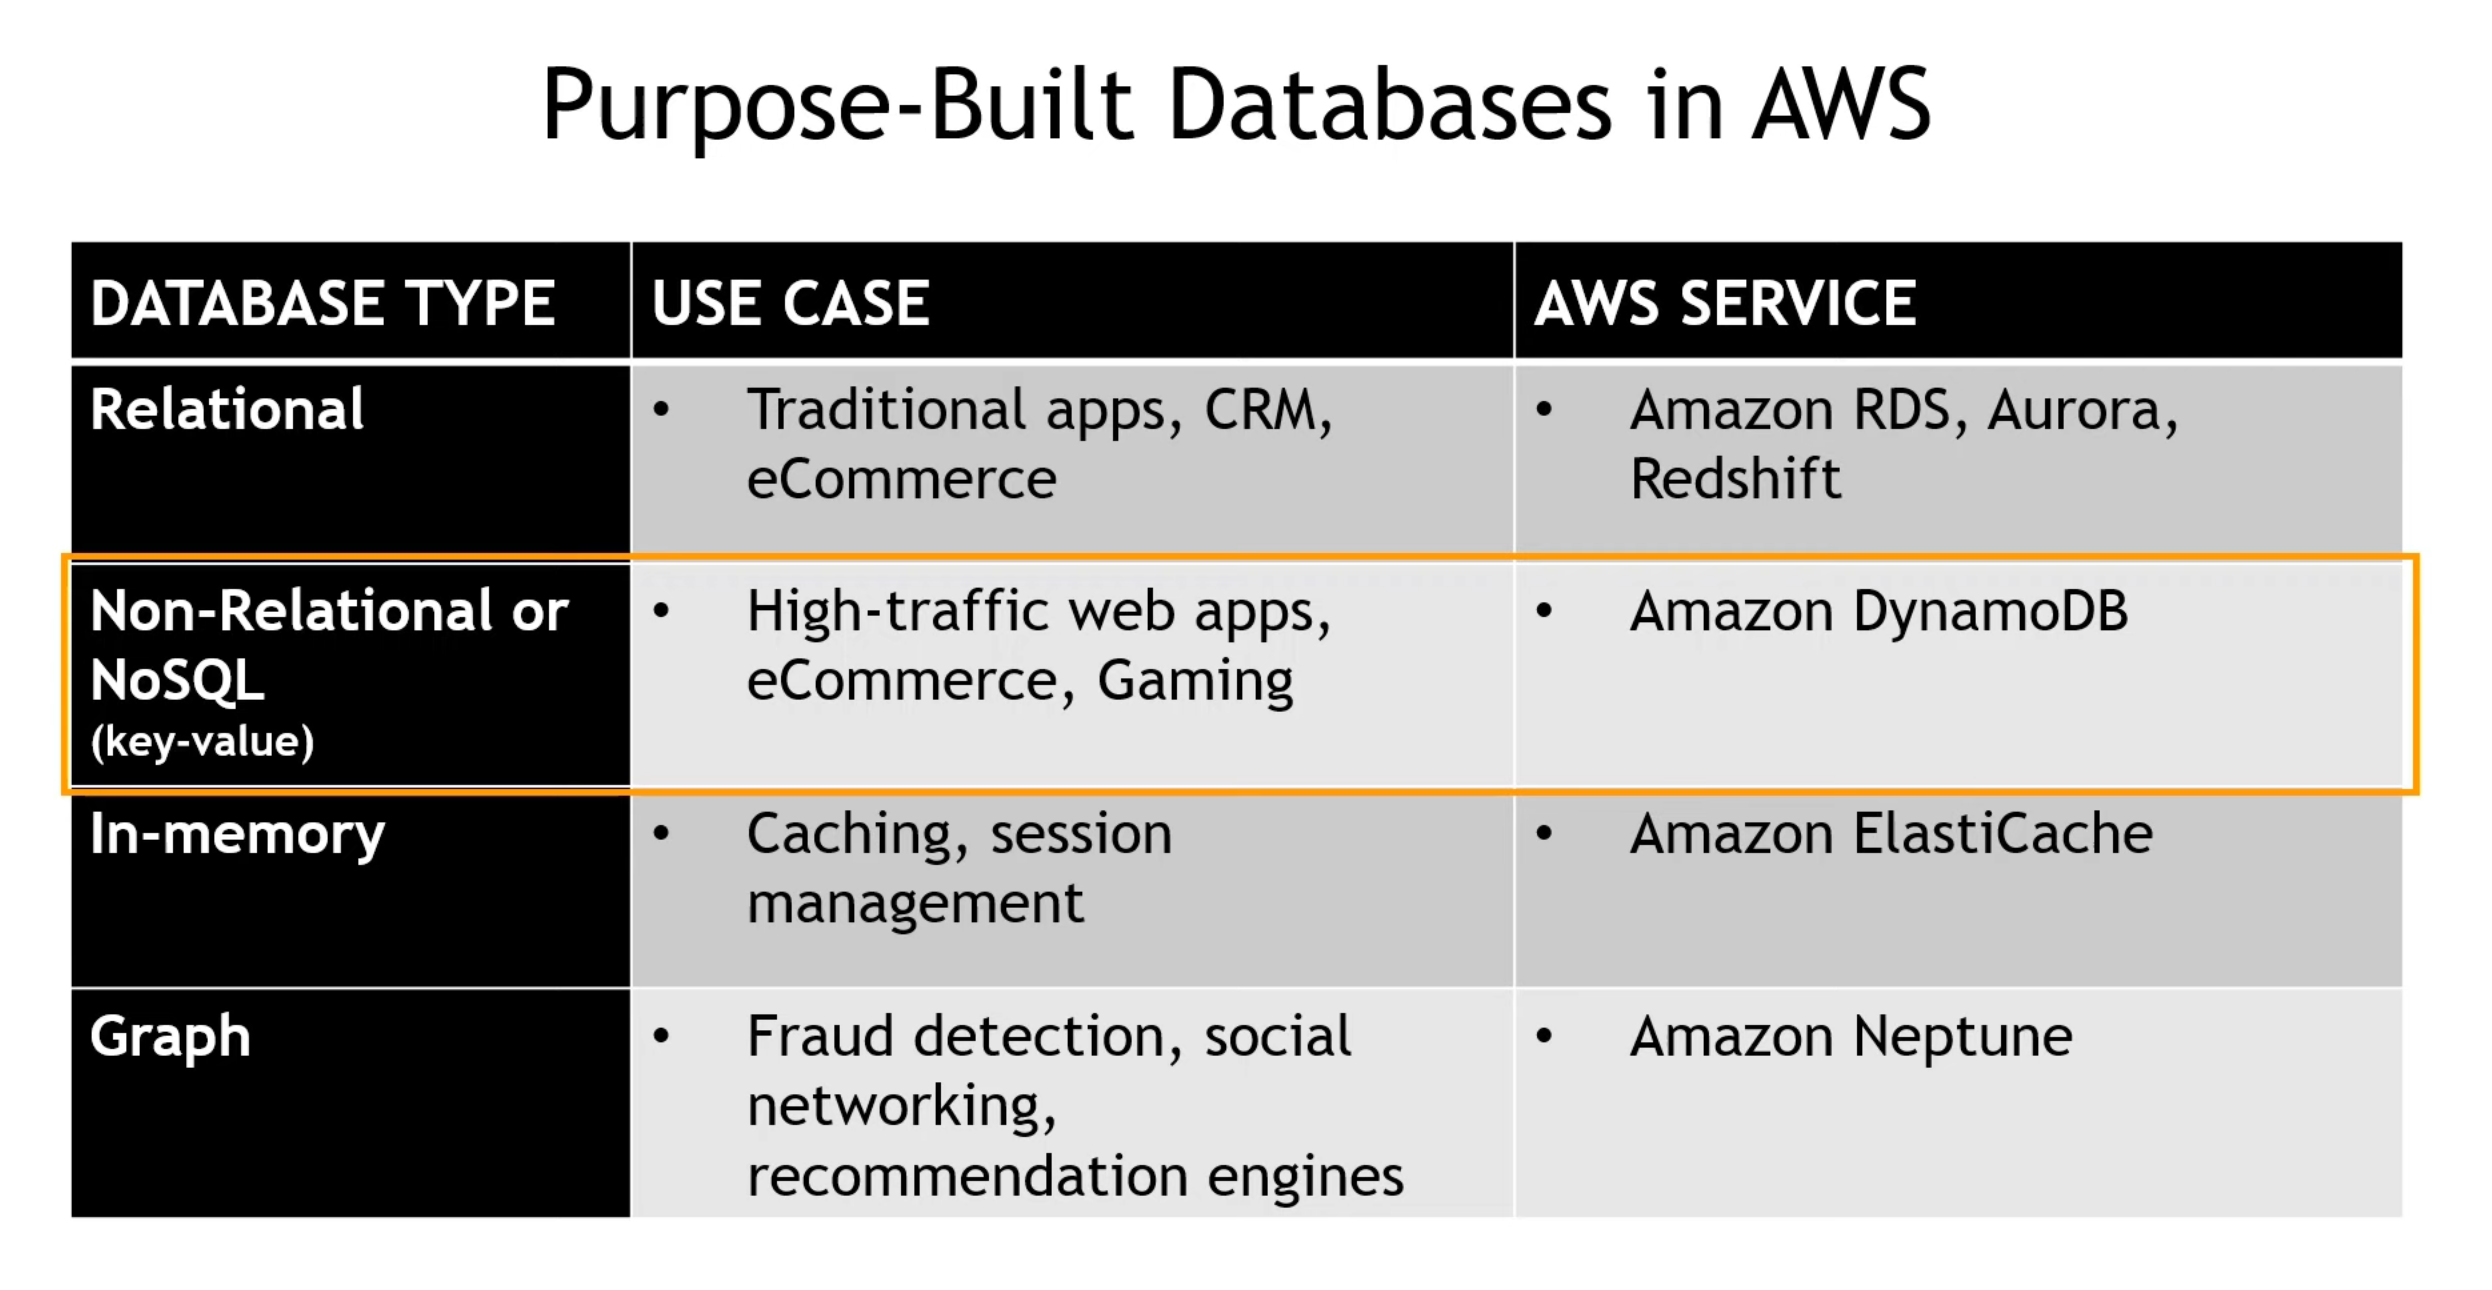 Purpose-Built Databases in AWS
DATABASE TYPE
USE CASE
AWS SERVICE
Relational
• Traditional apps, CRM,
eCommerce
• Amazon RDS, Aurora,
Redshift
Non-Relational or
NoSQL
(key-value)
• High-traffic web apps,
eCommerce, Gaming
• Amazon DynamoDB
In-memory
• Caching, session
management
• Amazon ElastiCache
Graph
• Fraud detection, social
networking,
recommendation engines
• Amazon Neptune